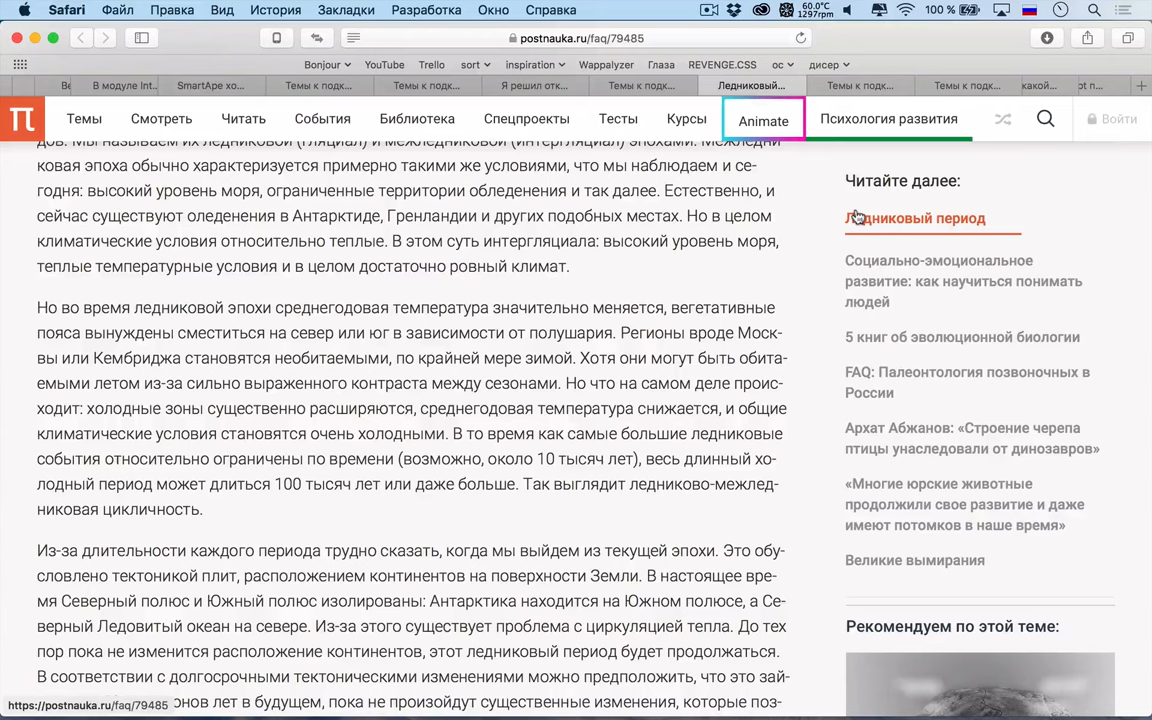 Safari Файл Правка Вид История Закладки Разработка Окно Справка 60.0°C 1297rpm 100 %
postnauka.ru/faq/79485
Bonjour YouTube Trello sort inspiration Wappalyzer Глаза REVENGE.CSS ос дисер
Ве В модуле Int... SmartApe хо... Темы к подк... Темы к подк... Я решил отк... Темы к подк... Ледниковый... Темы к подк... Темы к подк... какой... от п...
π Темы Смотреть Читать События Библиотека Спецпроекты Тесты Курсы Animate Психология развития Войти
дов. Мы называем их ледниковой (гляциал) и межледниковой (интергляциал) эпохами. Межледни-
ковая эпоха обычно характеризуется примерно такими же условиями, что мы наблюдаем и се-
годня: высокий уровень моря, ограниченные территории обледенения и так далее. Естественно, и
сейчас существуют оледенения в Антарктиде, Гренландии и других подобных местах. Но в целом
климатические условия относительно теплые. В этом суть интергляциала: высокий уровень моря,
теплые температурные условия и в целом достаточно ровный климат.
Но во время ледниковой эпохи среднегодовая температура значительно меняется, вегетативные
пояса вынуждены сместиться на север или юг в зависимости от полушария. Регионы вроде Моск-
вы или Кембриджа становятся необитаемыми, по крайней мере зимой. Хотя они могут быть обита-
емыми летом из-за сильно выраженного контраста между сезонами. Но что на самом деле проис-
ходит: холодные зоны существенно расширяются, среднегодовая температура снижается, и общие
климатические условия становятся очень холодными. В то время как самые большие ледниковые
события относительно ограничены по времени (возможно, около 10 тысяч лет), весь длинный хо-
лодный период может длиться 100 тысяч лет или даже больше. Так выглядит ледниково-межлед-
никовая цикличность.
Из-за длительности каждого периода трудно сказать, когда мы выйдем из текущей эпохи. Это обу-
словлено тектоникой плит, расположением континентов на поверхности Земли. В настоящее вре-
мя Северный полюс и Южный полюс изолированы: Антарктика находится на Южном полюсе, а Се-
верный Ледовитый океан на севере. Из-за этого существует проблема с циркуляцией тепла. До тех
пор пока не изменится расположение континентов, этот ледниковый период будет продолжаться.
В соответствии с долгосрочными тектоническими изменениями можно предположить, что это зай-
онов лет в будущем, пока не произойдут существенные изменения, которые поз-
https://postnauka.ru/faq/79485
Читайте далее:
Ледниковый период
Социально-эмоциональное
развитие: как научиться понимать
людей
5 книг об эволюционной биологии
FAQ: Палеонтология позвоночных в
России
Архат Абжанов: «Строение черепа
птицы унаследовали от динозавров»
«Многие юрские животные
продолжили свое развитие и даже
имеют потомков в наше время»
Великие вымирания
Рекомендуем по этой теме: